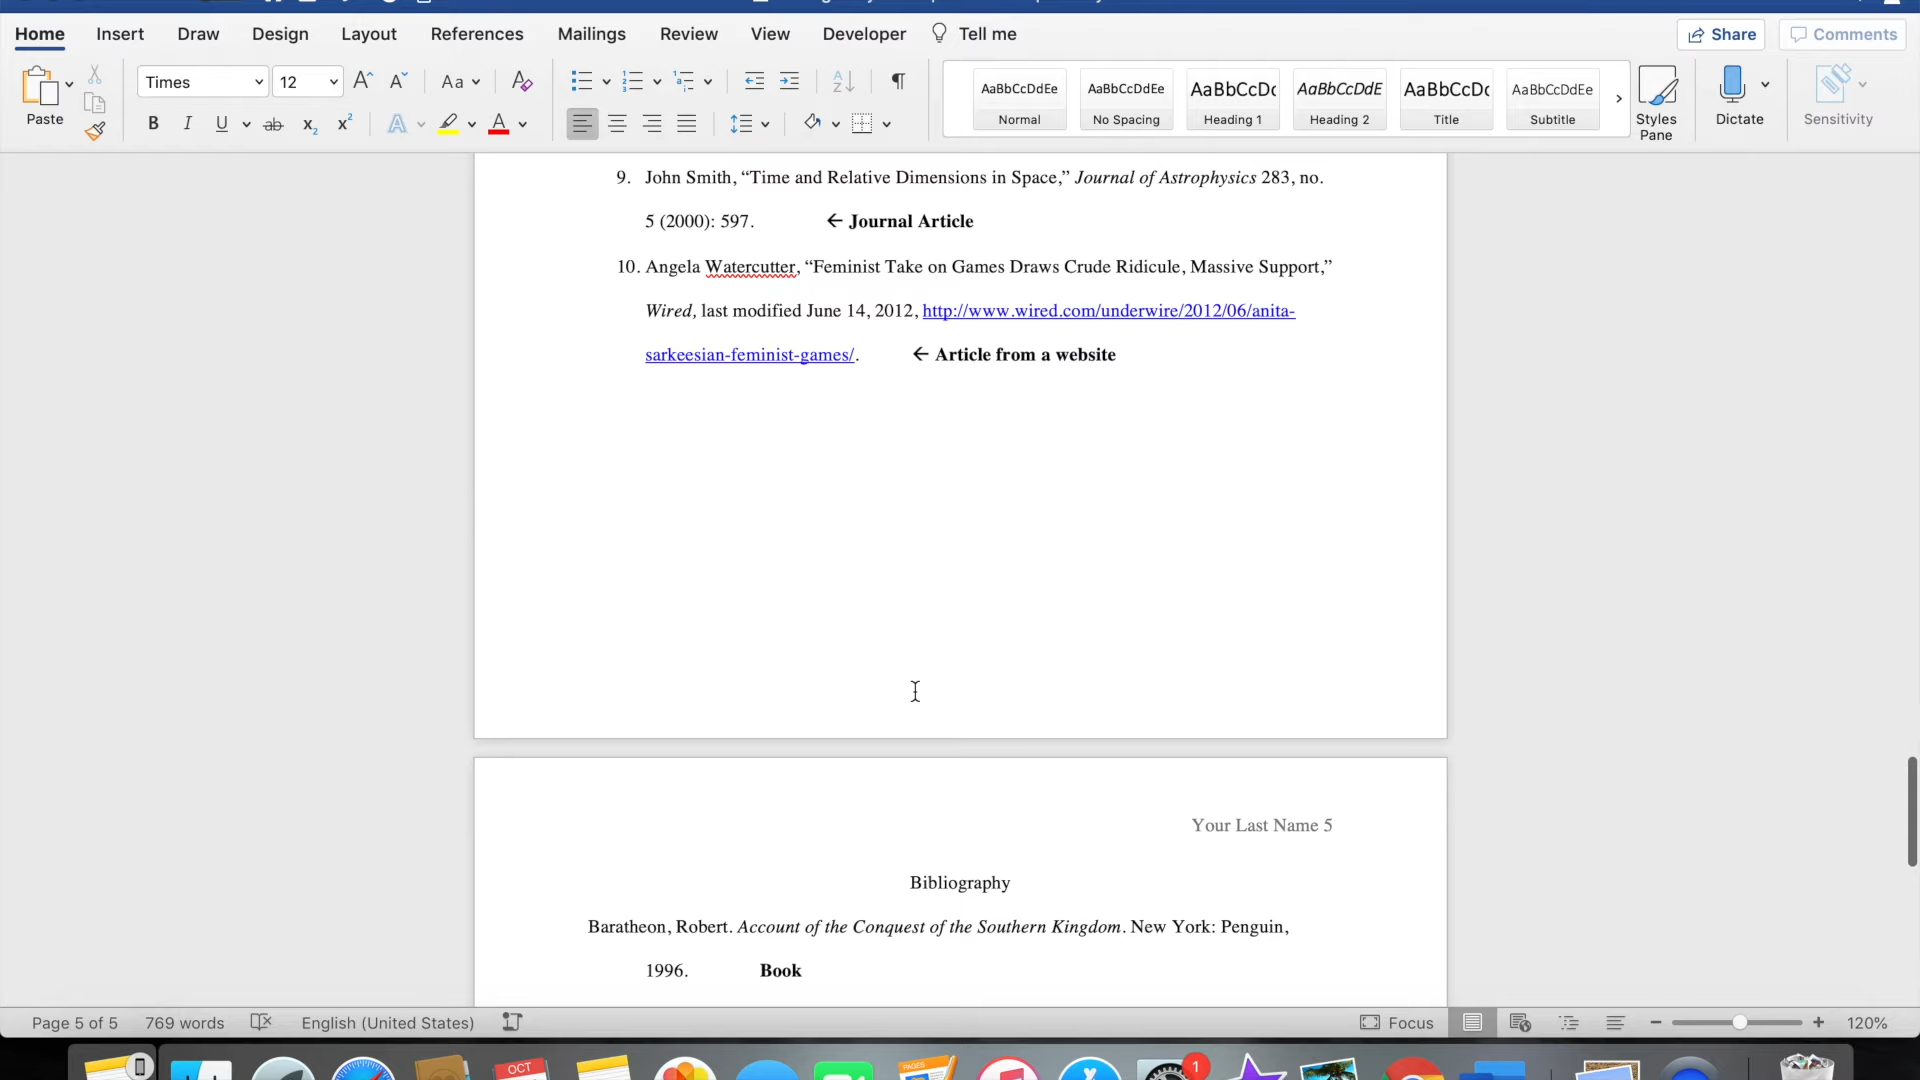 Home Insert Draw Design Layout References Mailings Review View Developer Tell me Share Comments
Times 12 Aa
Paste
AaBbCcDdEe AaBbCcDdEe AaBbCcDc AaBbCcDdE AaBbCcDc AaBbCcDdEe
Normal No Spacing Heading 1 Heading 2 Title Subtitle
Styles Pane Dictate Sensitivity
9. John Smith, “Time and Relative Dimensions in Space,” Journal of Astrophysics 283, no.
5 (2000): 597. ← Journal Article
10. Angela Watercutter, “Feminist Take on Games Draws Crude Ridicule, Massive Support,”
Wired, last modified June 14, 2012, http://www.wired.com/underwire/2012/06/anita-
sarkeesian-feminist-games/. ← Article from a website
Your Last Name 5
Bibliography
Baratheon, Robert. Account of the Conquest of the Southern Kingdom. New York: Penguin,
1996. Book
Page 5 of 5 769 words English (United States) Focus 120%
OCT PAGES 1